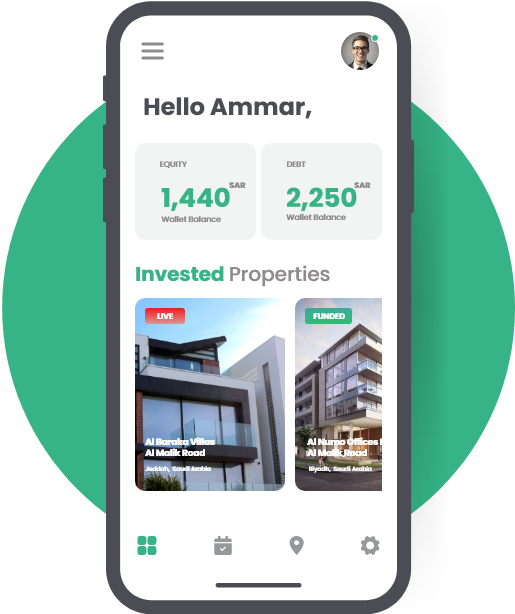 Hello Ammar,
EQUITY
1,440 SAR
Wallet Balance
DEBT
2,250 SAR
Wallet Balance
Invested Properties
LIVE
Al Baraka Villas
Al Malik Road
Jeddah, Saudi Arabia
FUNDED
Al Numo Offices
Al Malik Road
Riyadh, Saudi Arabia